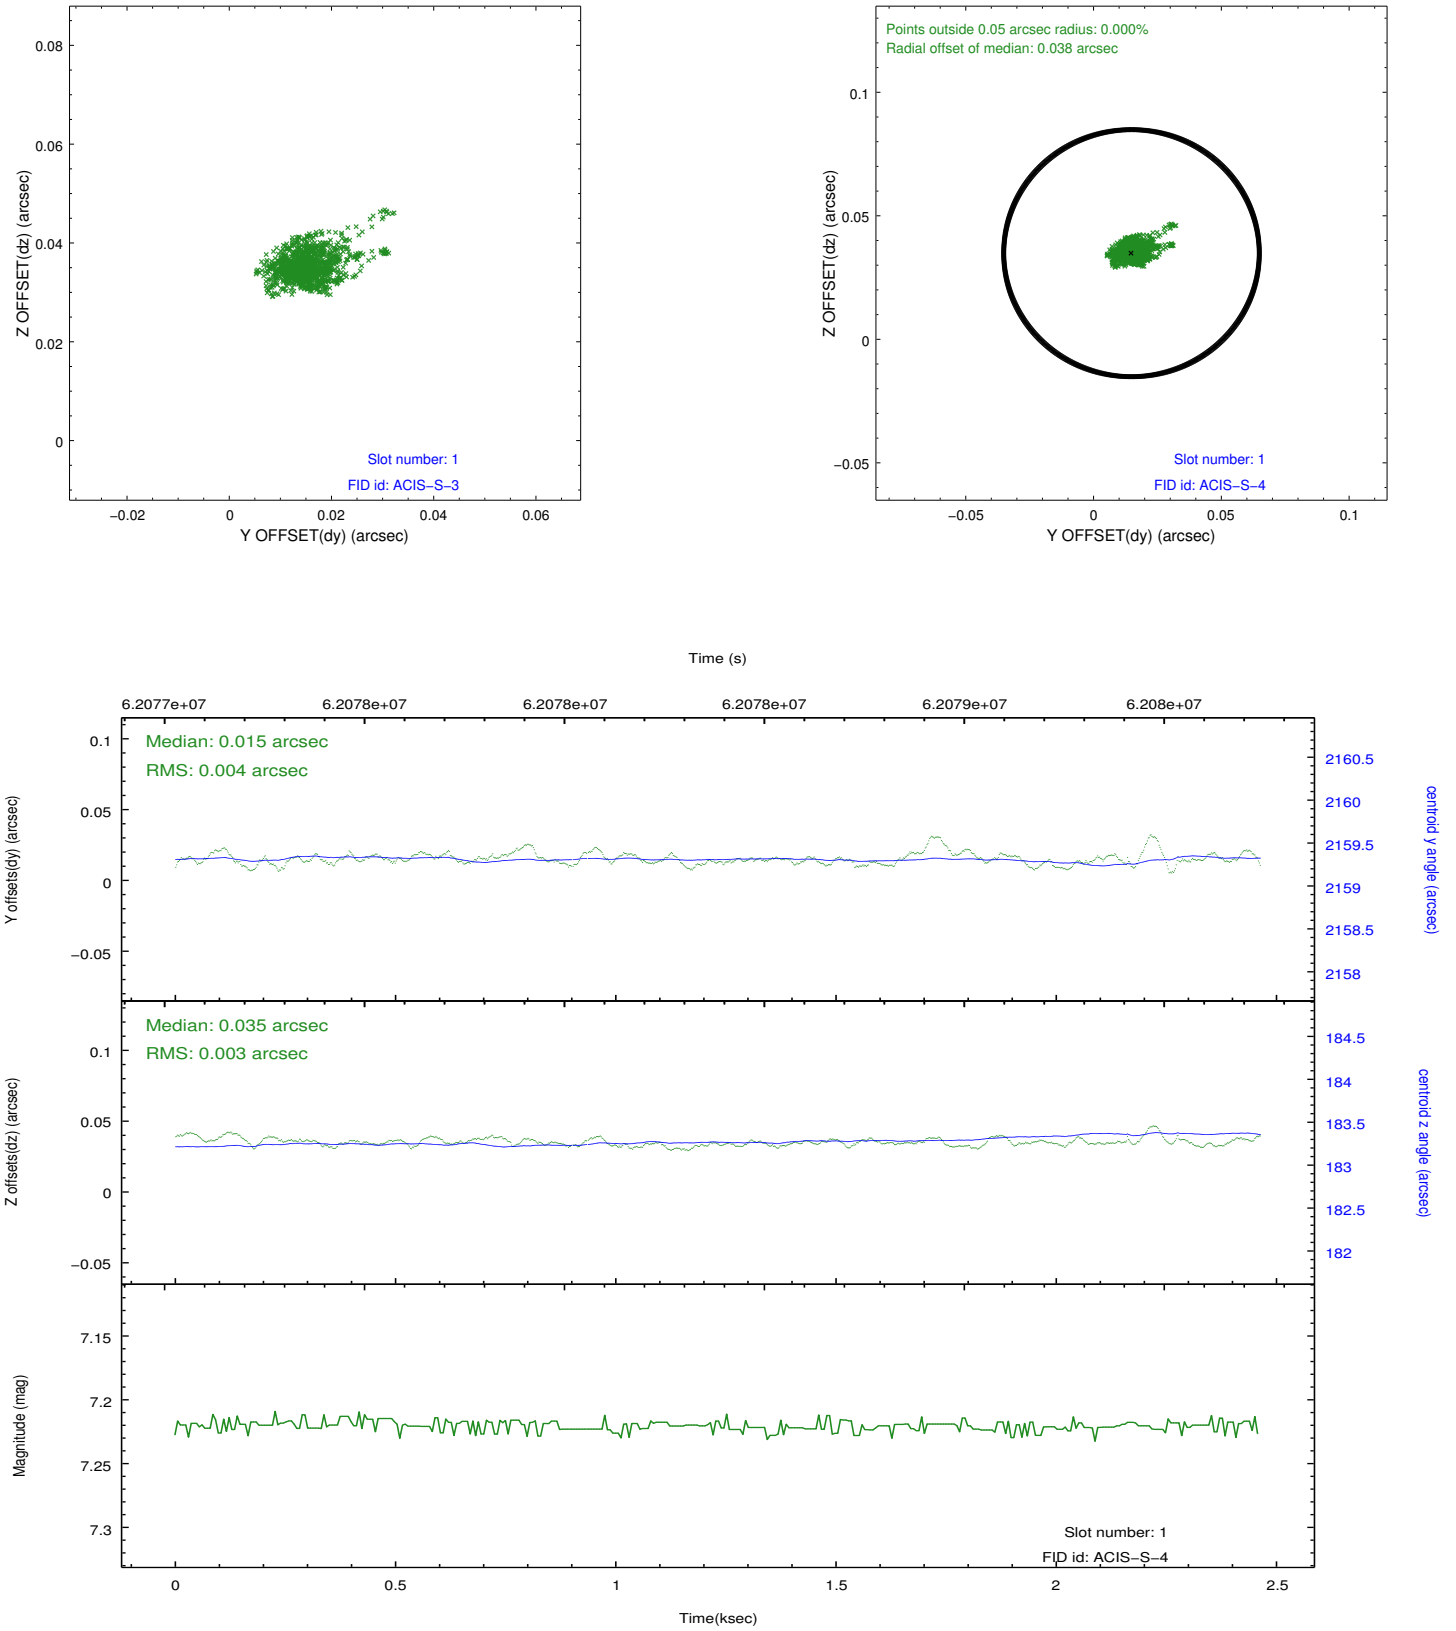 0.08
0.06
0.04
0.02
0
−0.02
0
0.02
0.04
0.06
Z OFFSET(dz) (arcsec)
Y OFFSET(dy) (arcsec)
Slot number: 1
FID id: ACIS−S−3
Points outside 0.05 arcsec radius: 0.000%
Radial offset of median: 0.038 arcsec
0.1
0.05
0
−0.05
−0.05
0
0.05
0.1
Z OFFSET(dz) (arcsec)
Y OFFSET(dy) (arcsec)
Slot number: 1
FID id: ACIS−S−4
Time (s)
6.2077e+07
6.2078e+07
6.2078e+07
6.2078e+07
6.2079e+07
6.208e+07
Median: 0.015 arcsec
RMS: 0.004 arcsec
0.1
0.05
0
−0.05
Y offsets(dy) (arcsec)
2160.5
2160
2159.5
2159
2158.5
2158
centroid y angle (arcsec)
Median: 0.035 arcsec
RMS: 0.003 arcsec
0.1
0.05
0
−0.05
Z offsets(dz) (arcsec)
184.5
184
183.5
183
182.5
182
centroid z angle (arcsec)
7.15
7.2
7.25
7.3
Magnitude (mag)
Slot number: 1
FID id: ACIS−S−4
0
0.5
1
1.5
2
2.5
Time(ksec)